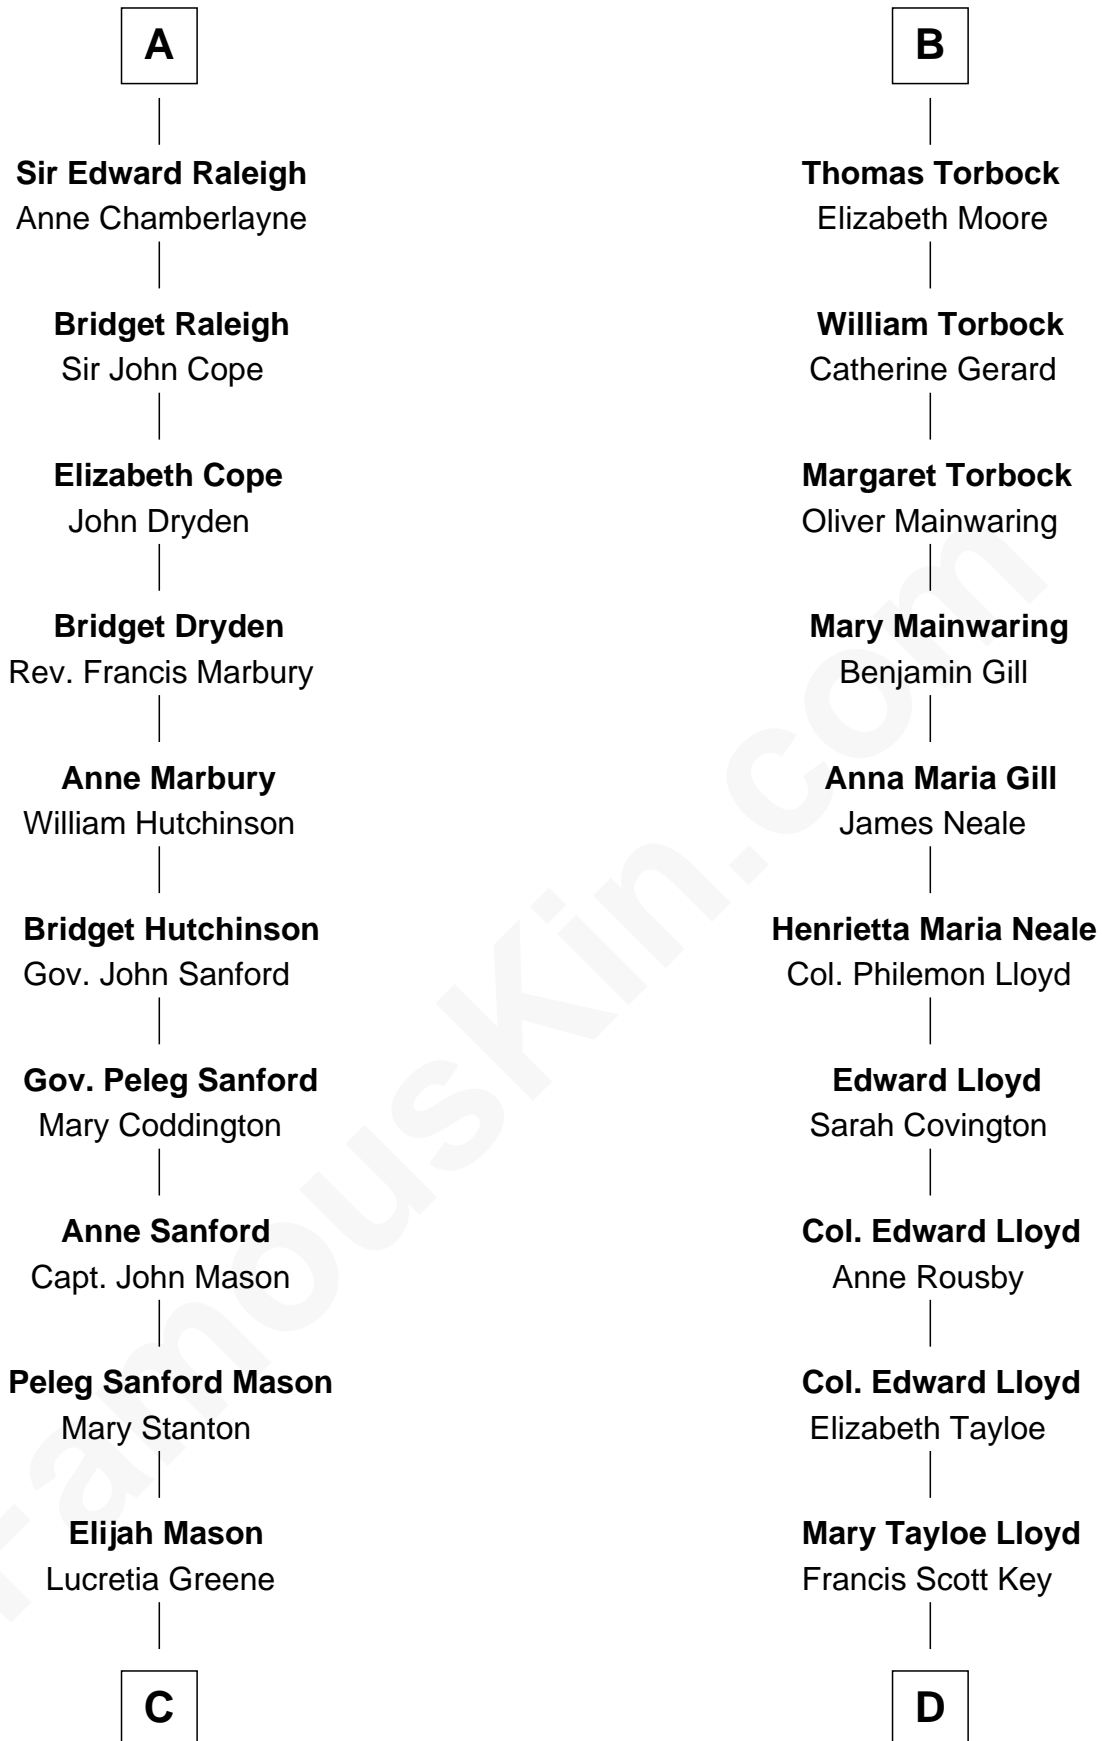 A
Sir Edward Raleigh
Anne Chamberlayne
Bridget Raleigh
Sir John Cope
Elizabeth Cope
John Dryden
Bridget Dryden
Rev. Francis Marbury
Anne Marbury
William Hutchinson
Bridget Hutchinson
Gov. John Sanford
Gov. Peleg Sanford
Mary Coddington
Anne Sanford
Capt. John Mason
Peleg Sanford Mason
Mary Stanton
Elijah Mason
Lucretia Greene
C
B
Thomas Torbock
Elizabeth Moore
William Torbock
Catherine Gerard
Margaret Torbock
Oliver Mainwaring
Mary Mainwaring
Benjamin Gill
Anna Maria Gill
James Neale
Henrietta Maria Neale
Col. Philemon Lloyd
Edward Lloyd
Sarah Covington
Col. Edward Lloyd
Anne Rousby
Col. Edward Lloyd
Elizabeth Tayloe
Mary Tayloe Lloyd
Francis Scott Key
D
FamousKin.com